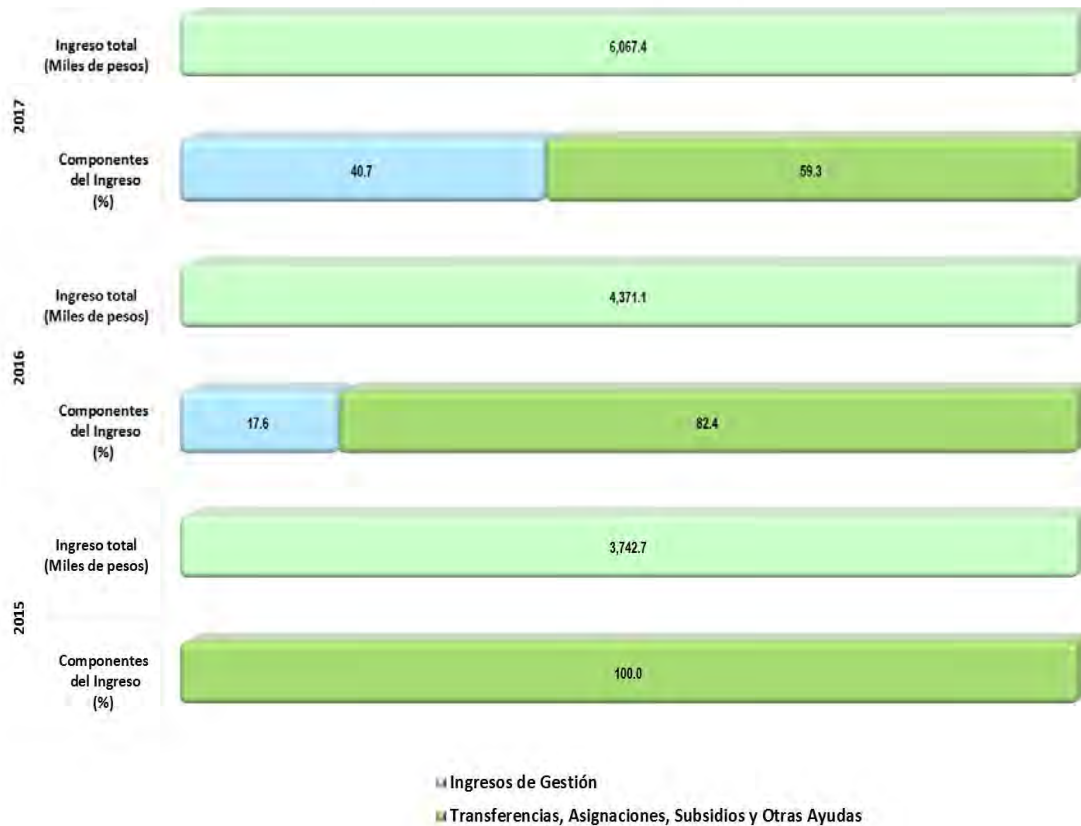 2017
Ingreso total
(Miles de pesos)
6,067.4
Componentes
del Ingreso
(%)
40.7
59.3
2016
Ingreso total
(Miles de pesos)
4,371.1
Componentes
del Ingreso
(%)
17.6
82.4
2015
Ingreso total
(Miles de pesos)
3,742.7
Componentes
del Ingreso
(%)
100.0
Ingresos de Gestión
Transferencias, Asignaciones, Subsidios y Otras Ayudas